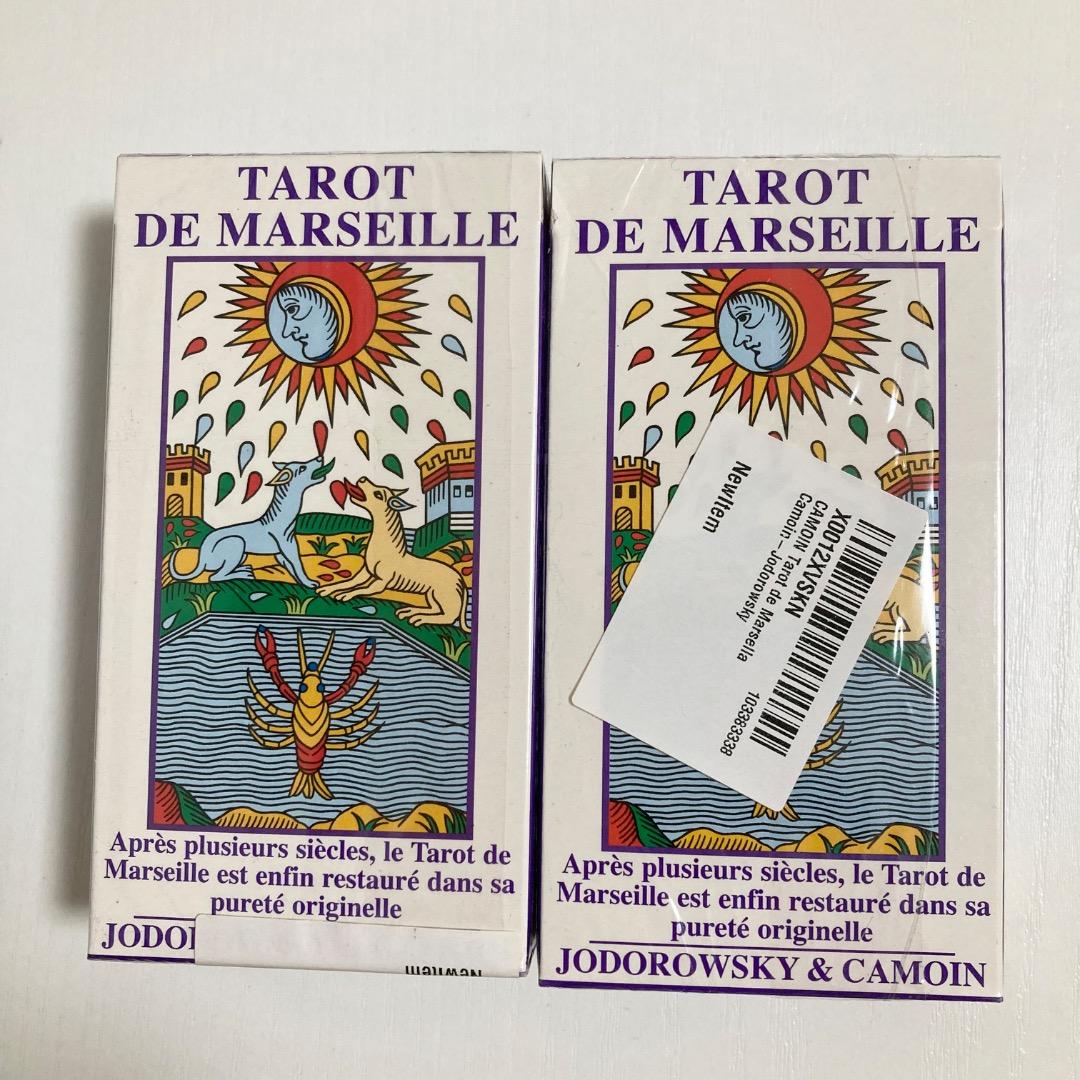 TAROT
DE MARSEILLE
Après plusieurs siècles, le Tarot de
Marseille est enfin restauré dans sa
pureté originelle
JODO
NewItem
TAROT
DE MARSEILLE
X0012XVSKN
CAMOIN Tarot de Marsella
Camoin--Jodorowsky
NewItem
103383338
Après plusieurs siècles, le Tarot de
Marseille est enfin restauré dans sa
pureté originelle
JODOROWSKY & CAMOIN